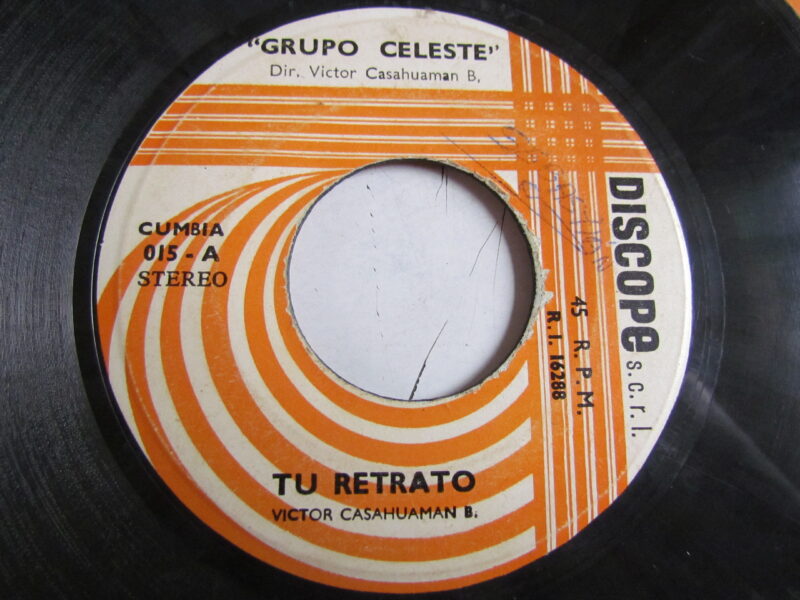 "GRUPO CELESTE"
Dir. Victor Casahuaman B.
CUMBIA
015 - A
STEREO
DISCOPE s.c.r.l.
45 R.P.M.
R.I. 16288
TU RETRATO
VICTOR CASAHUAMAN B.